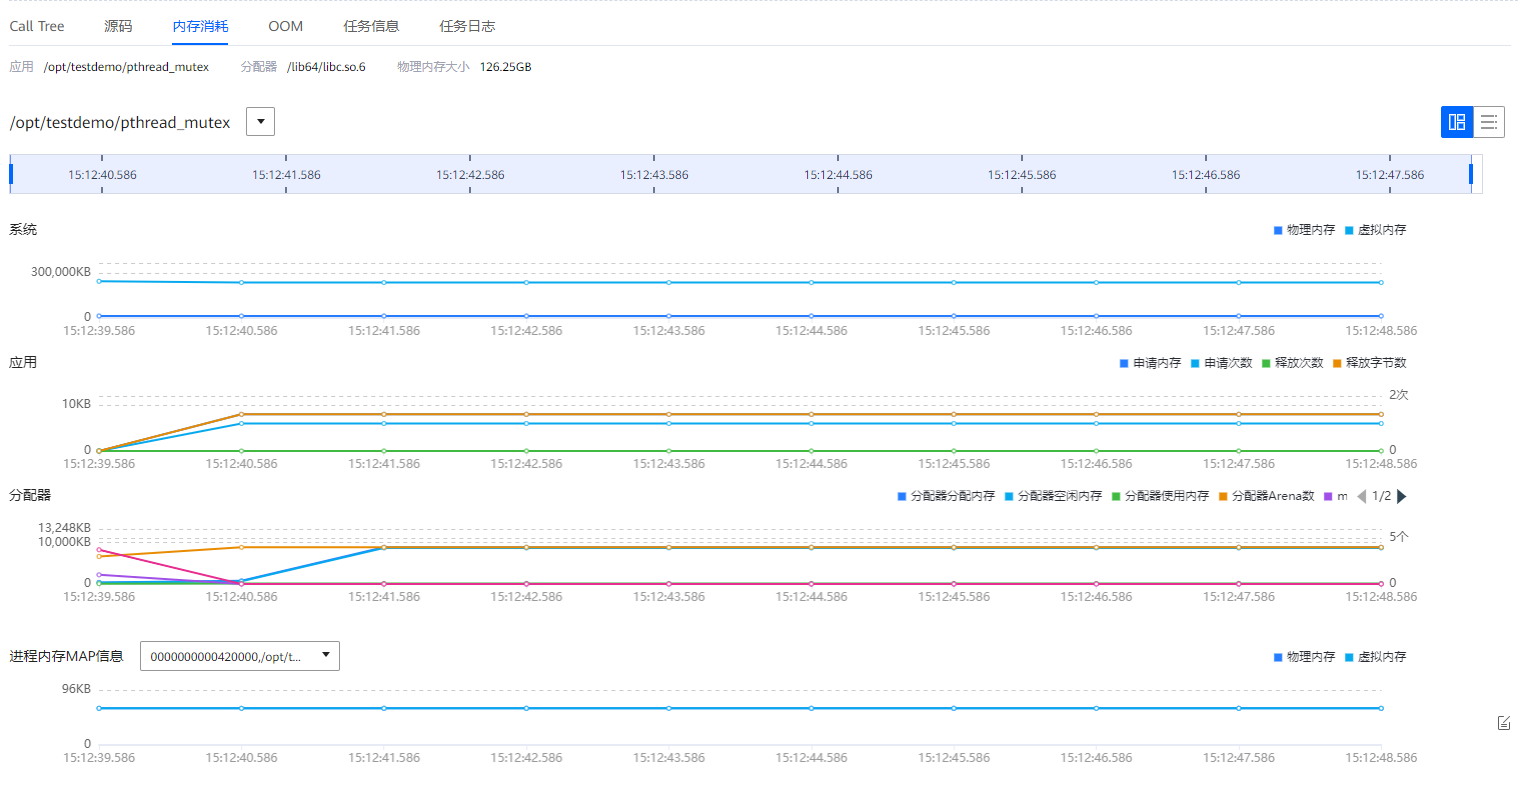 Call Tree 源码 内存消耗 OOM 任务信息 任务日志
应用 /opt/testdemo/pthread_mutex 分配器 /lib64/libc.so.6 物理内存大小 126.25GB
/opt/testdemo/pthread_mutex
15:12:40.586 15:12:41.586 15:12:42.586 15:12:43.586 15:12:44.586 15:12:45.586 15:12:46.586 15:12:47.586
系统 物理内存 虚拟内存
300,000KB
0
15:12:39.586 15:12:40.586 15:12:41.586 15:12:42.586 15:12:43.586 15:12:44.586 15:12:45.586 15:12:46.586 15:12:47.586 15:12:48.586
应用 申请内存 申请次数 释放次数 释放字节数
10KB 2次
0 0
15:12:39.586 15:12:40.586 15:12:41.586 15:12:42.586 15:12:43.586 15:12:44.586 15:12:45.586 15:12:46.586 15:12:47.586 15:12:48.586
分配器 分配器分配内存 分配器空闲内存 分配器使用内存 分配器Arena数 m 1/2
13,248KB
10,000KB 5个
0 0
15:12:39.586 15:12:40.586 15:12:41.586 15:12:42.586 15:12:43.586 15:12:44.586 15:12:45.586 15:12:46.586 15:12:47.586 15:12:48.586
进程内存MAP信息 0000000000420000,/opt/t... 物理内存 虚拟内存
96KB
0
15:12:39.586 15:12:40.586 15:12:41.586 15:12:42.586 15:12:43.586 15:12:44.586 15:12:45.586 15:12:46.586 15:12:47.586 15:12:48.586